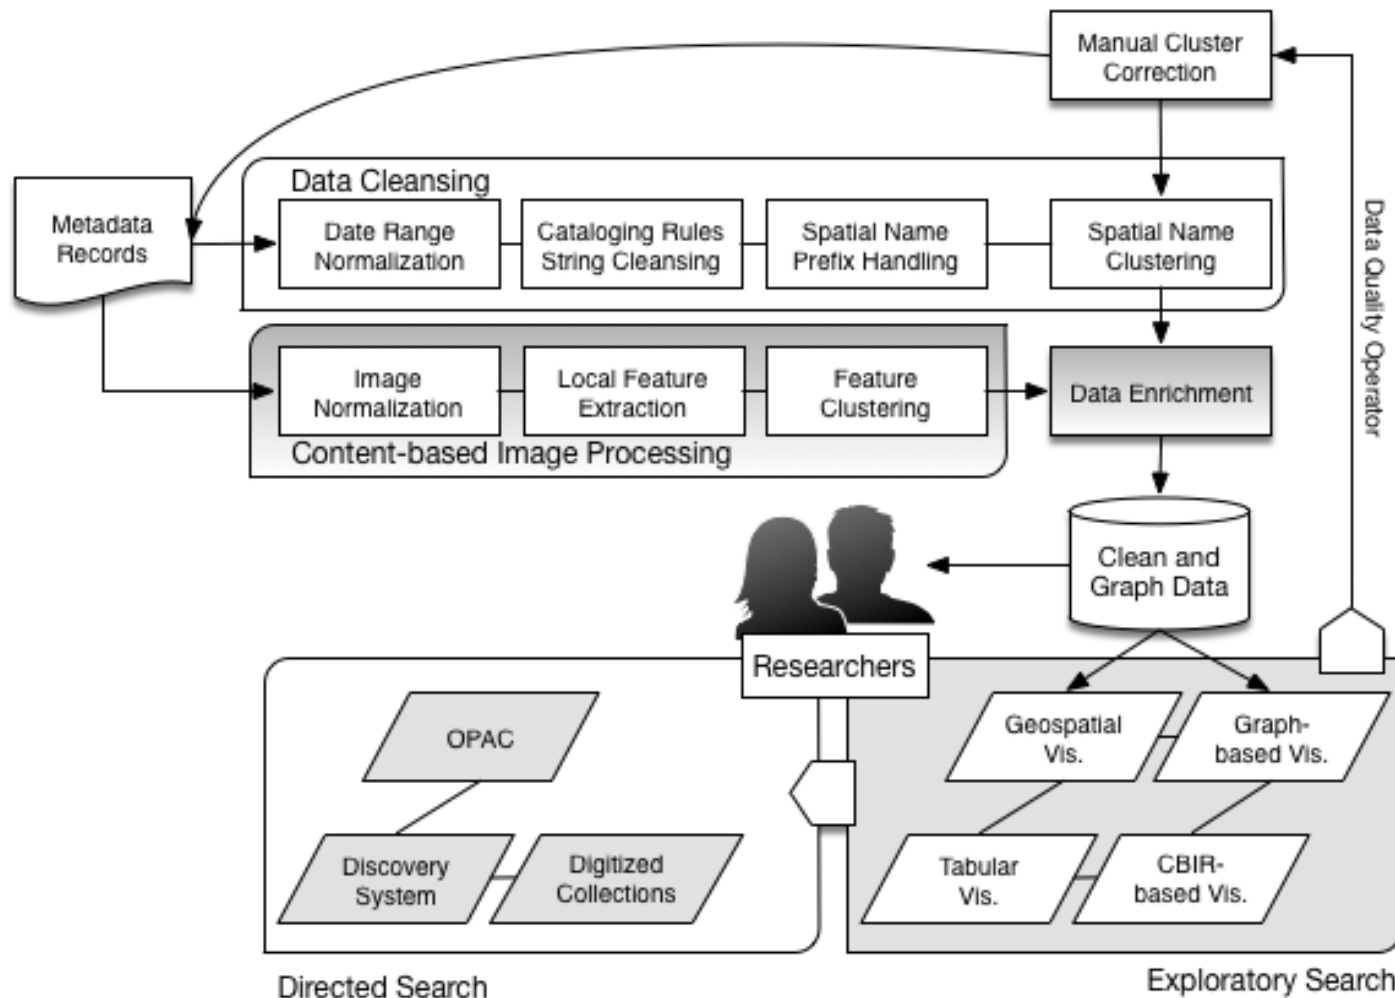 Manual Cluster
Correction
Data Cleansing
Metadata
Records
Date Range
Normalization
Cataloging Rules
String Cleansing
Spatial Name
Prefix Handling
Spatial Name
Clustering
Data Quality Operator
Image
Normalization
Local Feature
Extraction
Feature
Clustering
Data Enrichment
Content-based Image Processing
Clean and
Graph Data
Researchers
OPAC
Discovery
System
Digitized
Collections
Geospatial
Vis.
Graph-
based Vis.
Tabular
Vis.
CBIR-
based Vis.
Directed Search
Exploratory Search